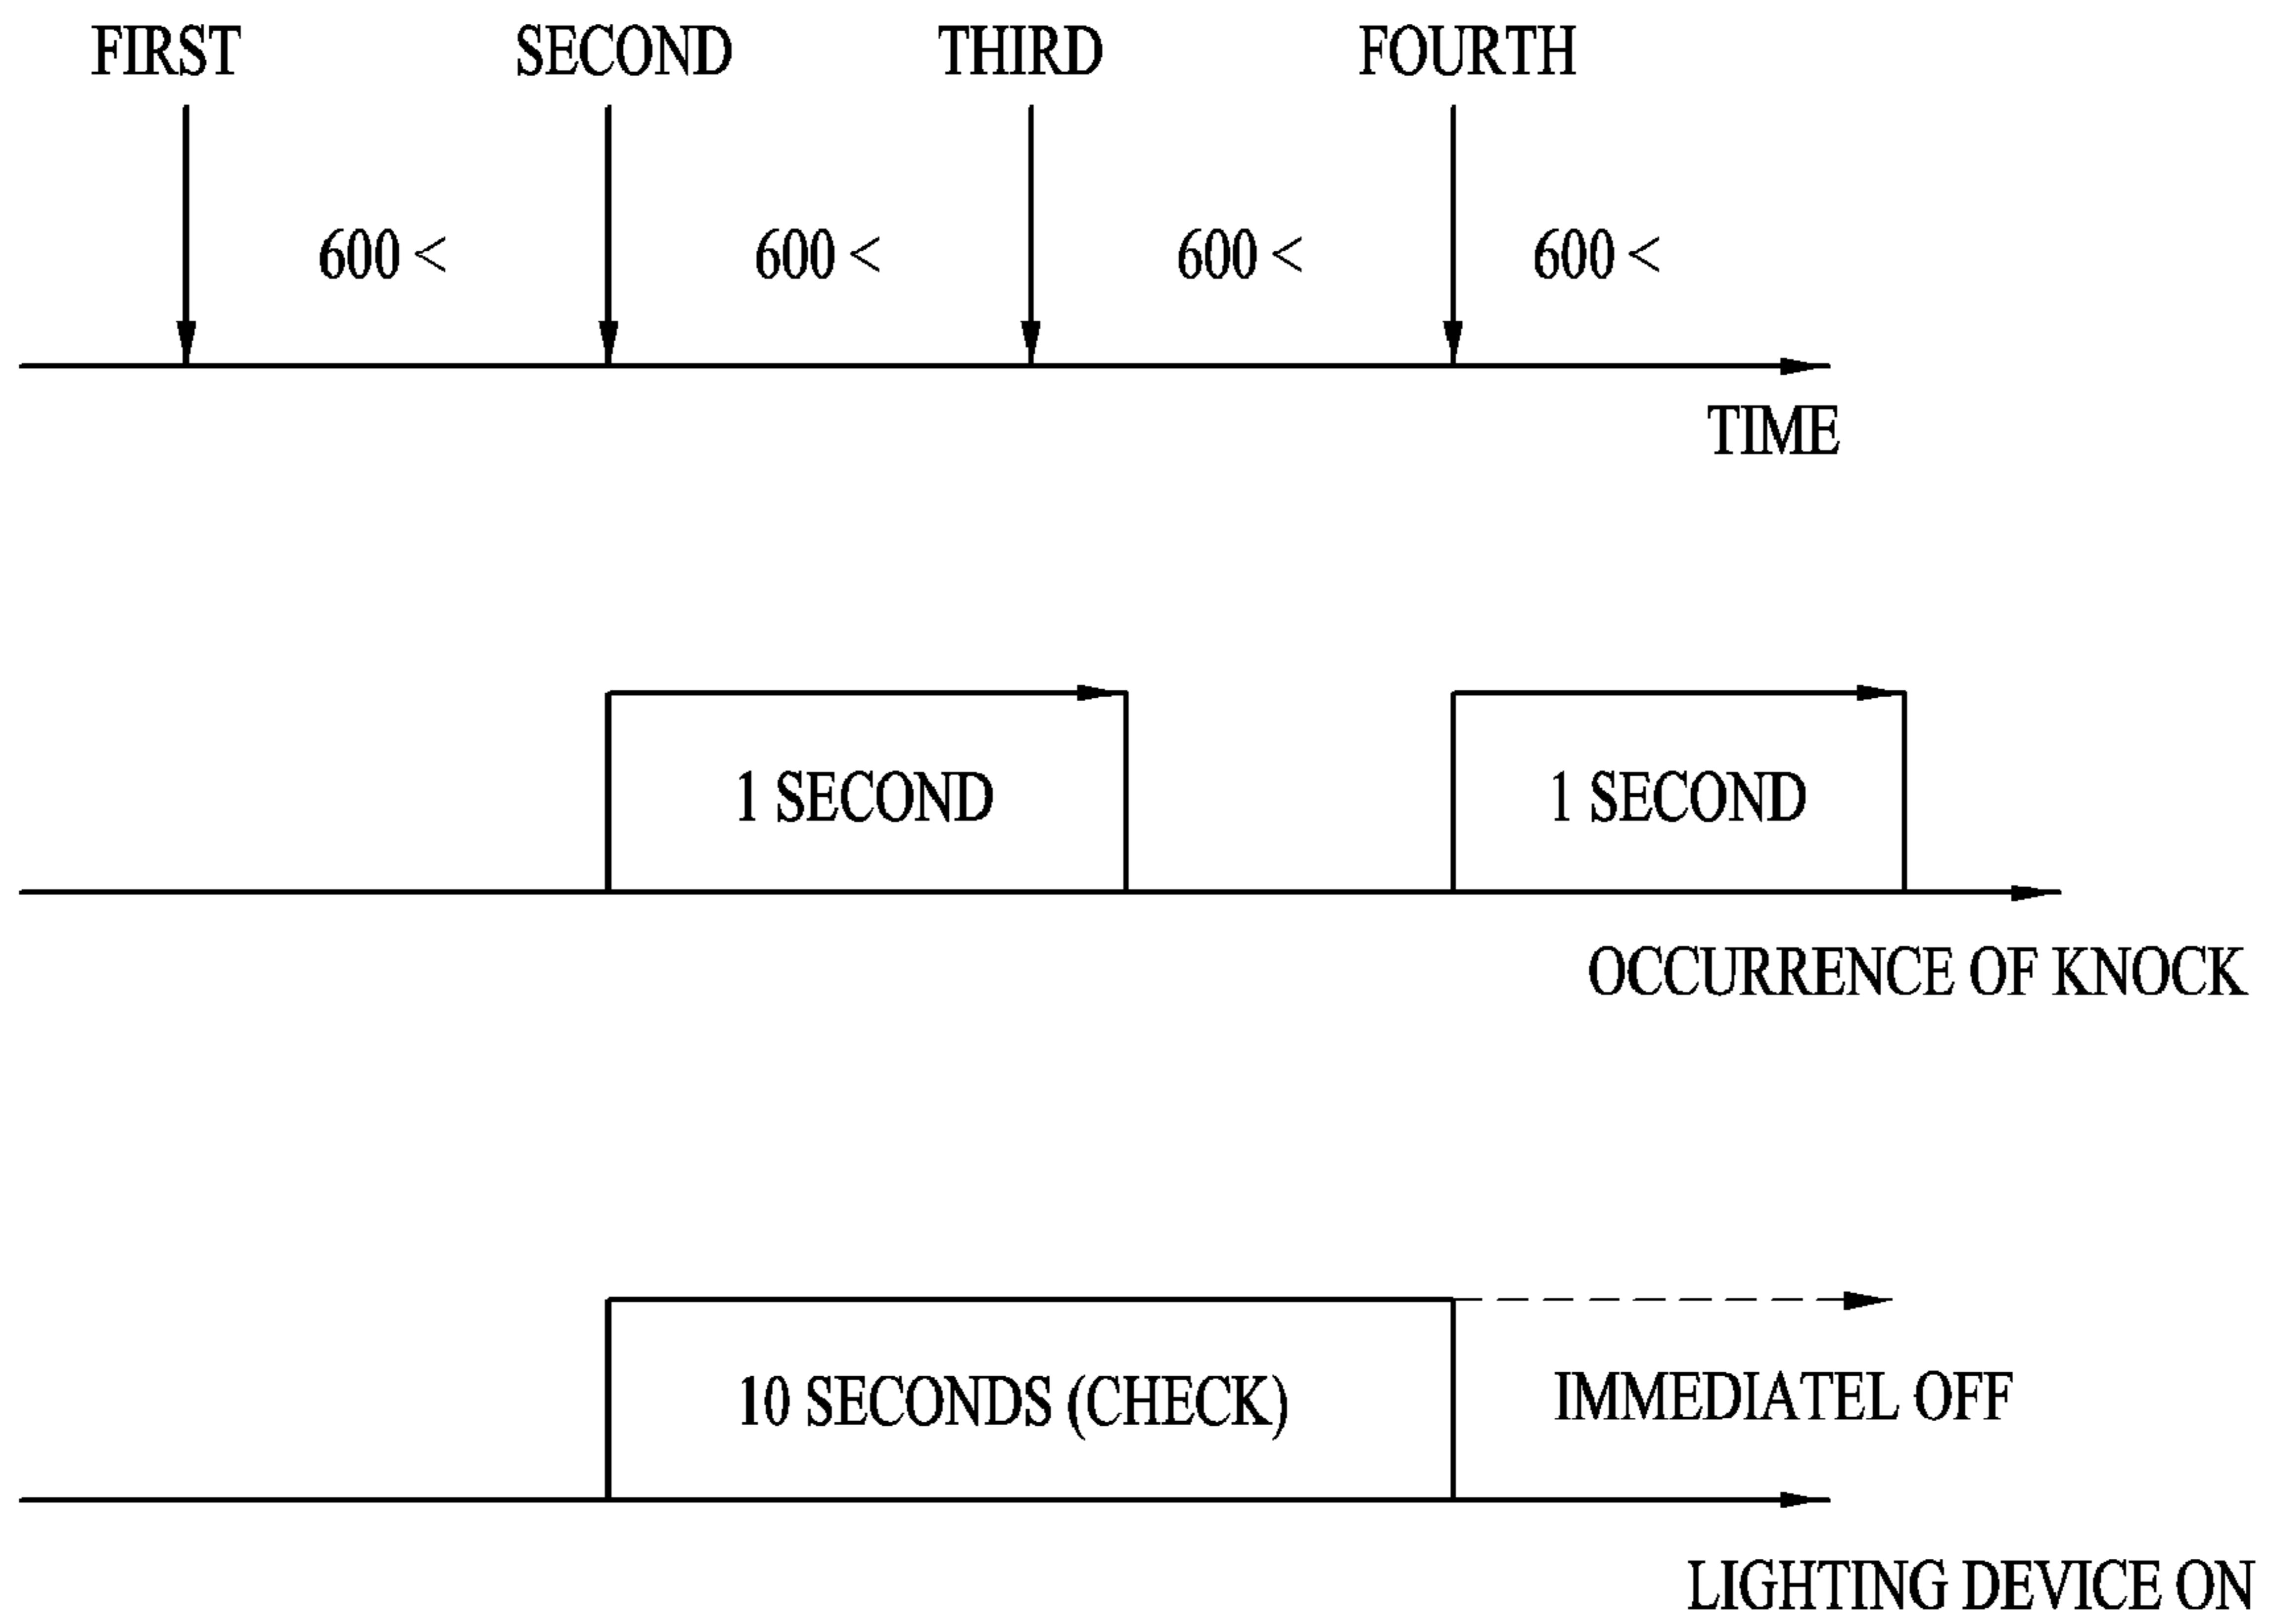 FIRST SECOND THIRD FOURTH
600 < 600 < 600 < 600 <
TIME
1 SECOND 1 SECOND
OCCURRENCE OF KNOCK
10 SECONDS (CHECK) IMMEDIATEL OFF
LIGHTING DEVICE ON